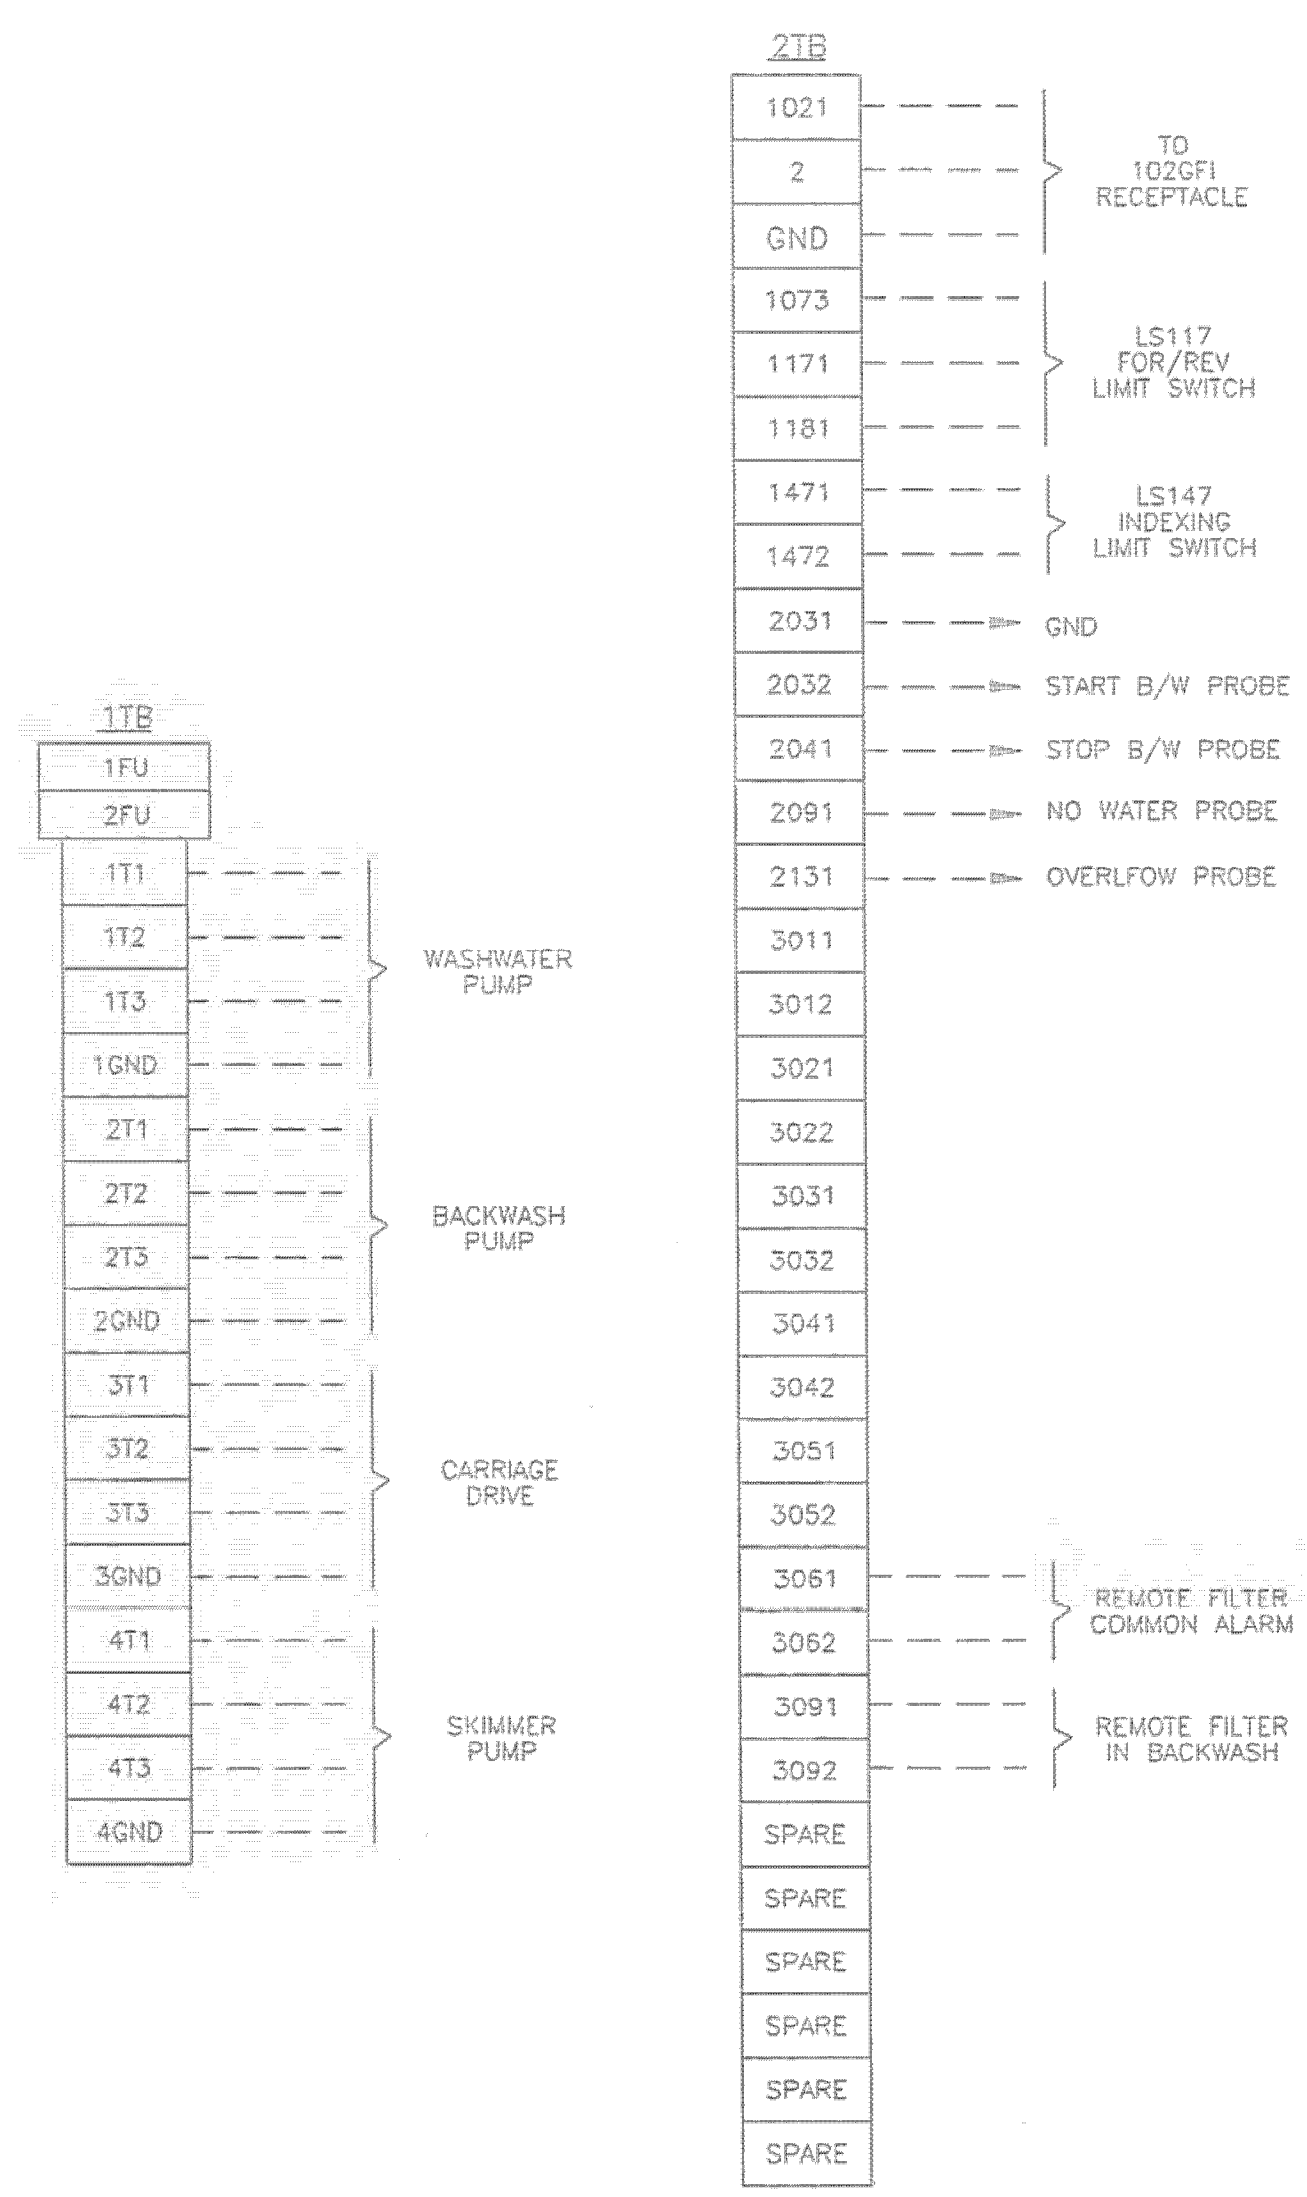 1TB
1FU
2FU
1T1
1T2
1T3
1GND
WASHWATER
PUMP
2T1
2T2
2T3
2GND
BACKWASH
PUMP
3T1
3T2
3T3
3GND
CARRIAGE
DRIVE
4T1
4T2
4T3
4GND
SKIMMER
PUMP
2TB
1021
2
GND
TO
102GFI
RECEPTACLE
1073
1171
1181
LS117
FOR/REV
LIMIT SWITCH
1471
1472
LS147
INDEXING
LIMIT SWITCH
2031
GND
2032
START B/W PROBE
2041
STOP B/W PROBE
2091
NO WATER PROBE
2131
OVERLFOW PROBE
3011
3012
3021
3022
3031
3032
3041
3042
3051
3052
3061
3062
REMOTE FILTER
COMMON ALARM
3091
3092
REMOTE FILTER
IN BACKWASH
SPARE
SPARE
SPARE
SPARE
SPARE
SPARE